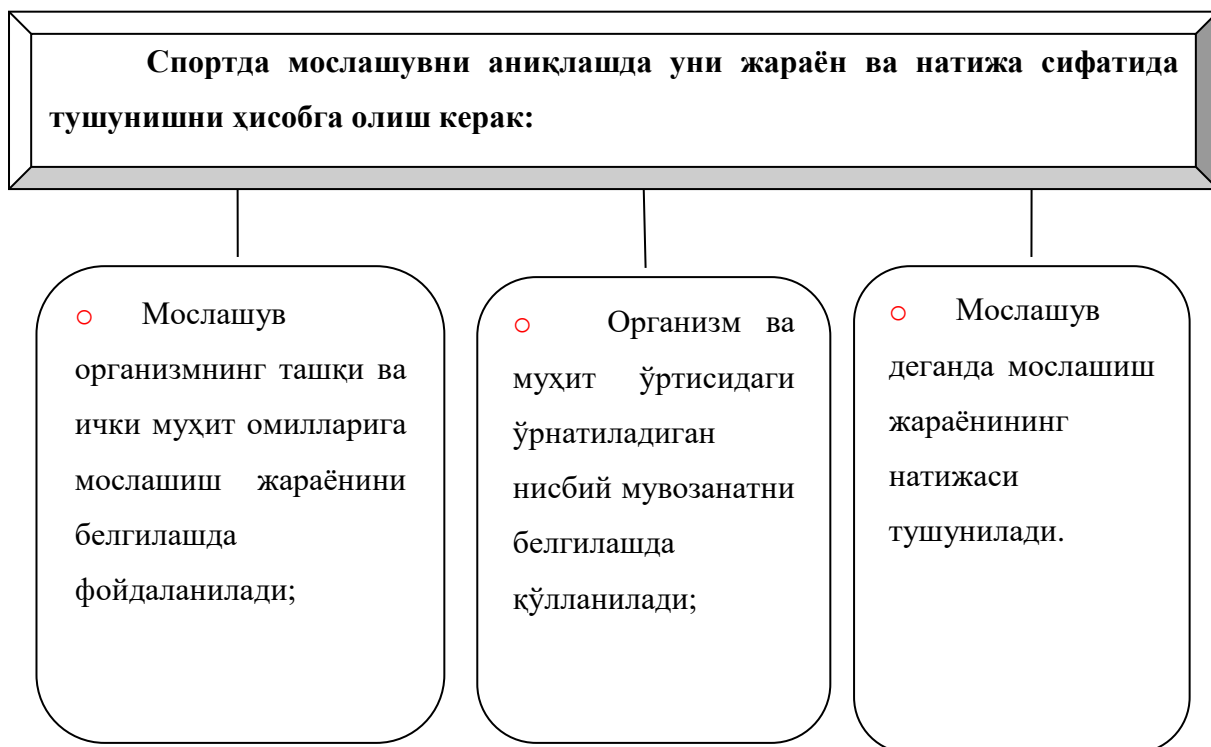 Спортда мослашувни аниқлашда уни жараён ва натижа сифатида
тушунишни ҳисобга олиш керак:
Мослашув
организмнинг ташқи ва
ички муҳит омилларига
мослашиш жараёнини
белгилашда
фойдаланилади;
Организм ва
муҳит ўртисидаги
ўрнатиладиган
нисбий мувозанатни
белгилашда
қўлланилади;
Мослашув
деганда мослашиш
жараёнининг
натижаси
тушунилади.